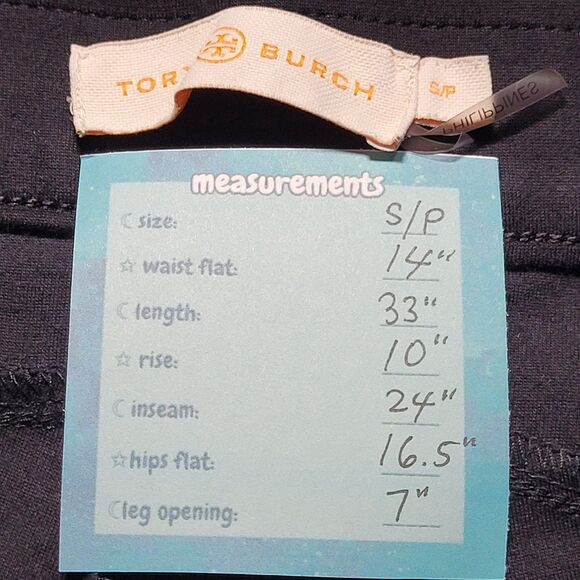 TORY BURCH
S/P
PHILIPPINES
measurements
size: S/P
waist flat: 14"
length: 33"
rise: 10"
inseam: 24"
hips flat: 16.5"
leg opening: 7"